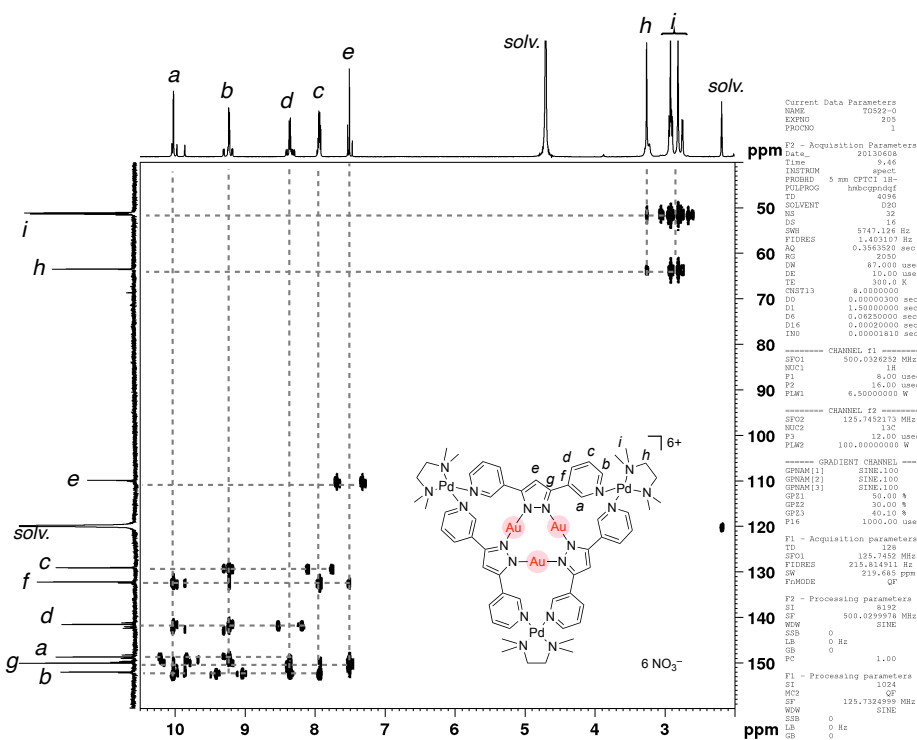 solv.
h
i
e
a
b
d
c
solv.
ppm
i
h
e
solv.
c
f
d
a
g
b
50
60
70
80
90
100
110
120
130
140
150
10 9 8 7 6 5 4 3 2 ppm
6+
i
h
d c
e f b
g
a
N
N
Pd
N
N
N N
N
N
Pd
N
N
Au Au
N
N
Au
N
N
N
N
N
N
Pd
N
N
6 NO₃⁻
Current Data Parameters
NAME TO522-0
EXPNO 205
PROCNO 1
F2 - Acquisition Parameters
Date_ 20130608
Time 9.46
INSTRUM spect
PROBHD 5 mm CPTCI 1H-
PULPROG hmbcgpndqf
TD 4096
SOLVENT D2O
NS 32
DS 16
SWH 5747.126 Hz
FIDRES 1.403107 Hz
AQ 0.3563520 sec
RG 2050
DW 87.000 usec
DE 10.00 usec
TE 300.0 K
CNST13 8.0000000
D0 0.00000300 sec
D1 1.50000000 sec
D6 0.06250000 sec
D16 0.00020000 sec
IN0 0.00001810 sec
======== CHANNEL f1 ========
SFO1 500.0326252 MHz
NUC1 1H
P1 8.00 usec
P2 16.00 usec
PLW1 6.50000000 W
======== CHANNEL f2 ========
SFO2 125.7452173 MHz
NUC2 13C
P3 12.00 usec
PLW2 100.00000000 W
====== GRADIENT CHANNEL =====
GPNAM[1] SINE.100
GPNAM[2] SINE.100
GPNAM[3] SINE.100
GPZ1 50.00 %
GPZ2 30.00 %
GPZ3 40.10 %
P16 1000.00 usec
F1 - Acquisition parameters
TD 128
SFO1 125.7452 MHz
FIDRES 215.814911 Hz
SW 219.685 ppm
FnMODE QF
F2 - Processing parameters
SI 8192
SF 500.0299978 MHz
WDW SINE
SSB 0
LB 0 Hz
GB 0
PC 1.00
F1 - Processing parameters
SI 1024
MC2 QF
SF 125.7324999 MHz
WDW SINE
SSB 0
LB 0 Hz
GB 0